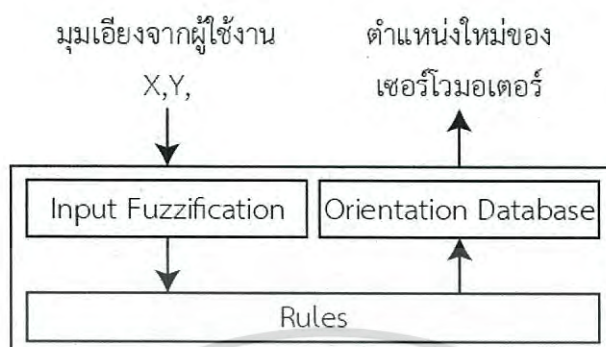 มุมเอียงจากผู้ใช้งาน
X,Y,
ตำแหน่งใหม่ของ
เซอร์โวมอเตอร์
Input Fuzzification
Orientation Database
Rules